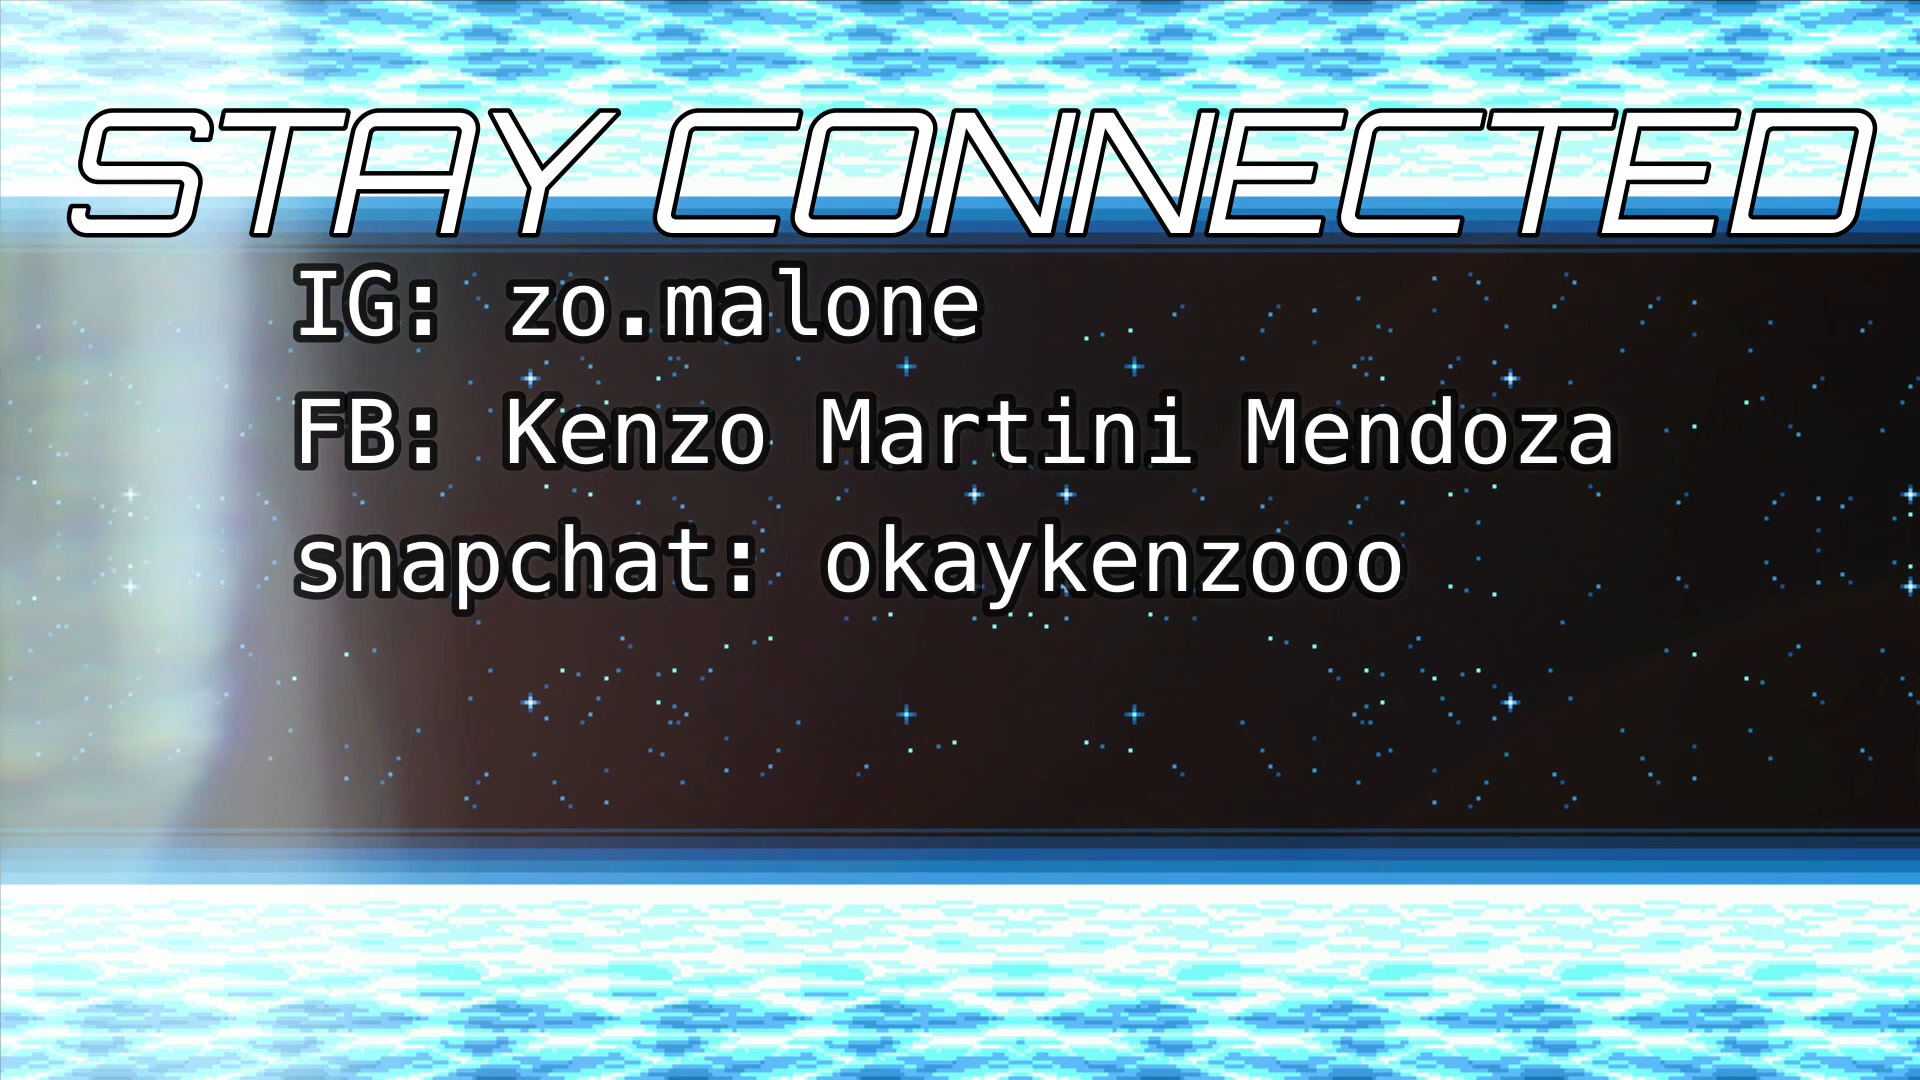 STAY CONNECTED
IG: zo.malone
FB: Kenzo Martini Mendoza
snapchat: okaykenzooo